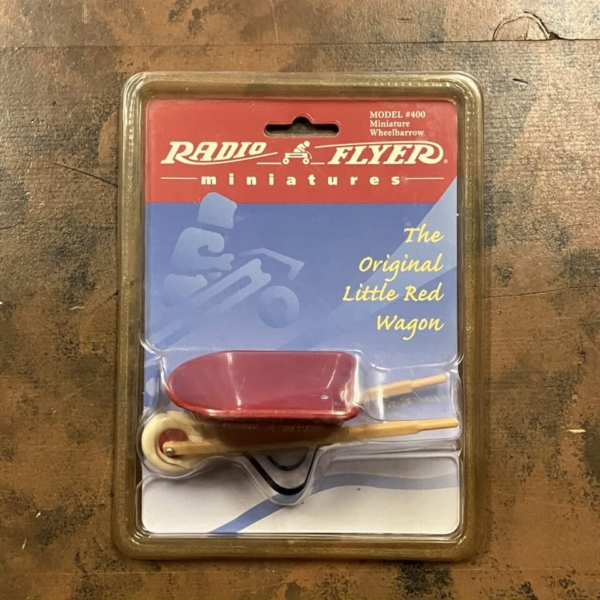 MODEL #400
Miniature
Wheelbarrow
RADIO FLYER®
miniatures
The
Original
Little Red
Wagon